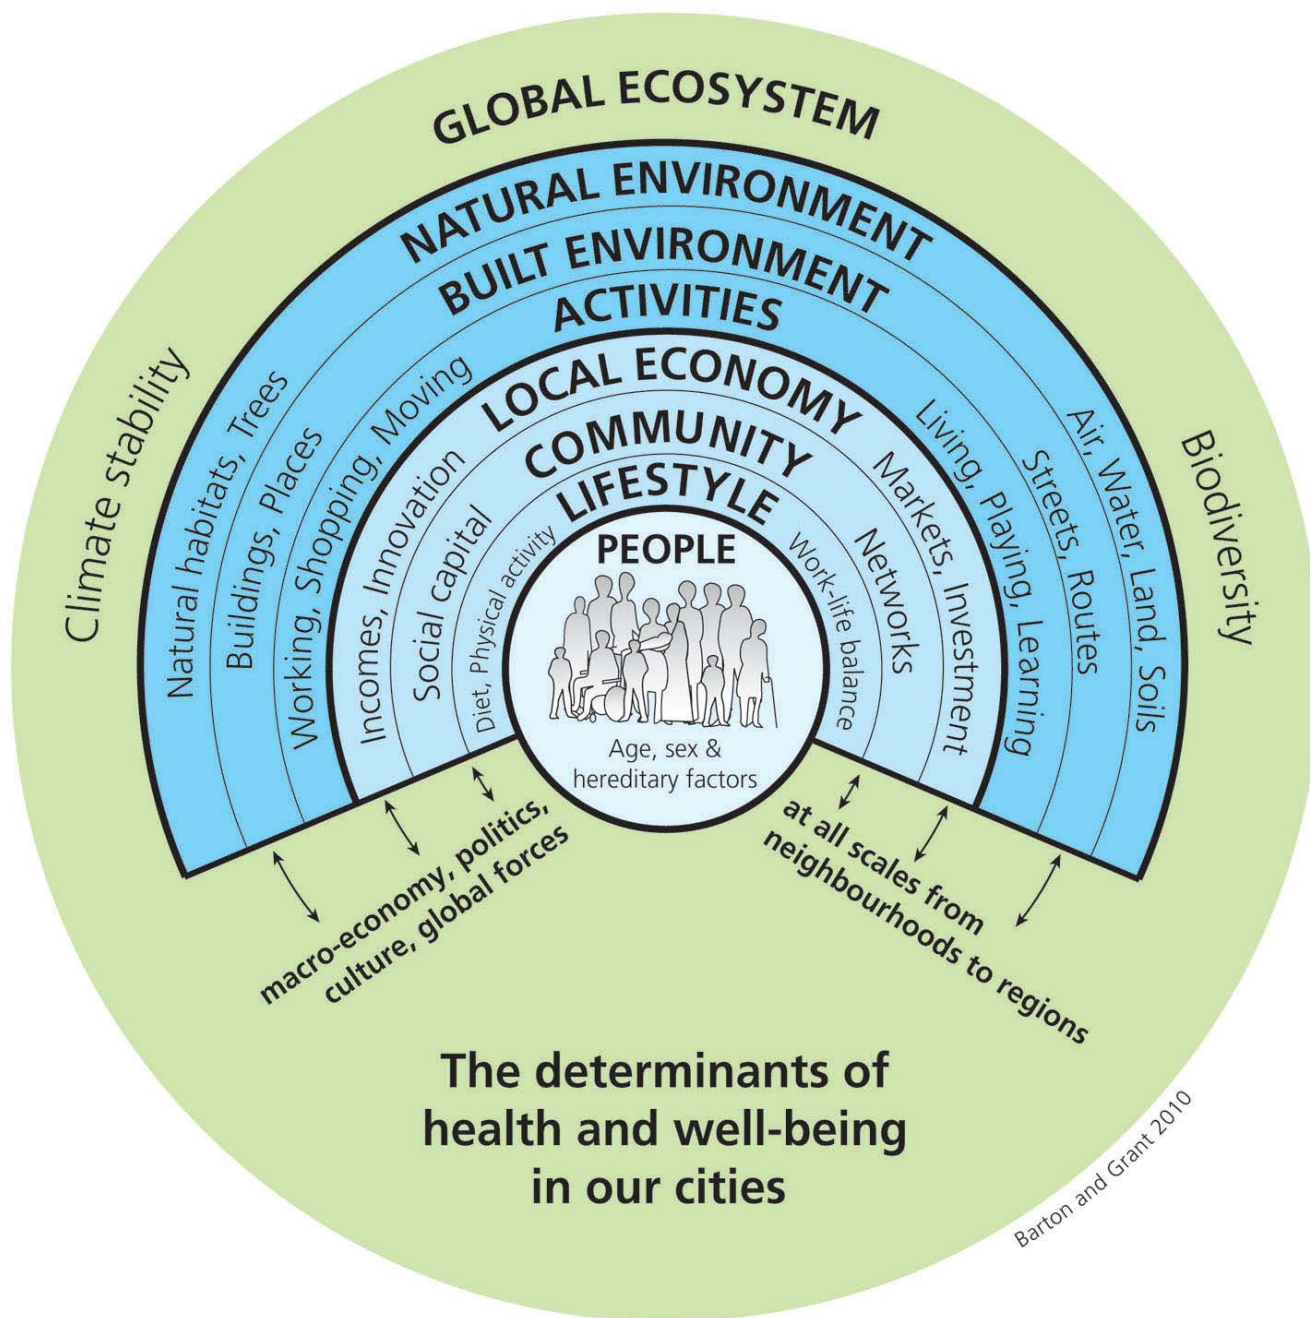 GLOBAL ECOSYSTEM
NATURAL ENVIRONMENT
BUILT ENVIRONMENT
ACTIVITIES
LOCAL ECONOMY
COMMUNITY
LIFESTYLE
PEOPLE
Age, sex &
hereditary factors
Climate stability
Natural habitats, Trees
Buildings, Places
Working, Shopping, Moving
Incomes, Innovation
Social capital
Diet, Physical activity
Work-life balance
Networks
Markets, Investment
Living, Playing, Learning
Streets, Routes
Air, Water, Land, Soils
Biodiversity
macro-economy, politics,
culture, global forces
at all scales from
neighbourhoods to regions
The determinants of
health and well-being
in our cities
Barton and Grant 2010